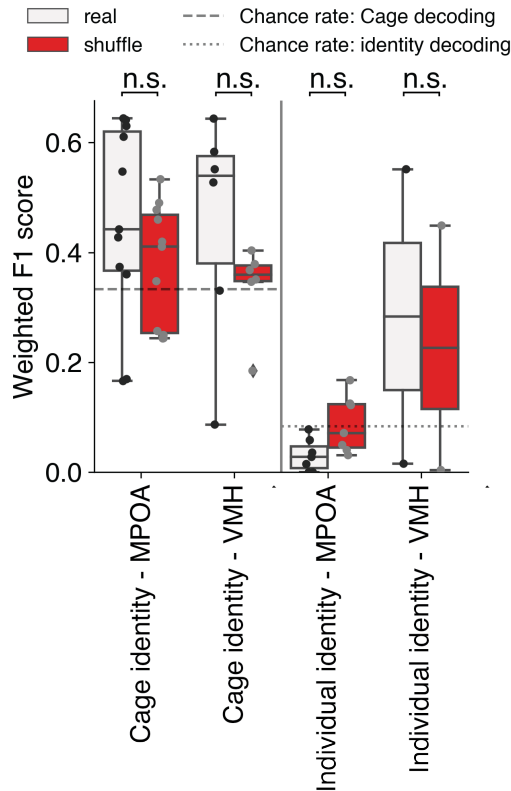 real
shuffle
Chance rate: Cage decoding
Chance rate: identity decoding
n.s.
n.s.
n.s.
n.s.
Weighted F1 score
0.6
0.4
0.2
0.0
Cage identity - MPOA
Cage identity - VMH
Individual identity - MPOA
Individual identity - VMH